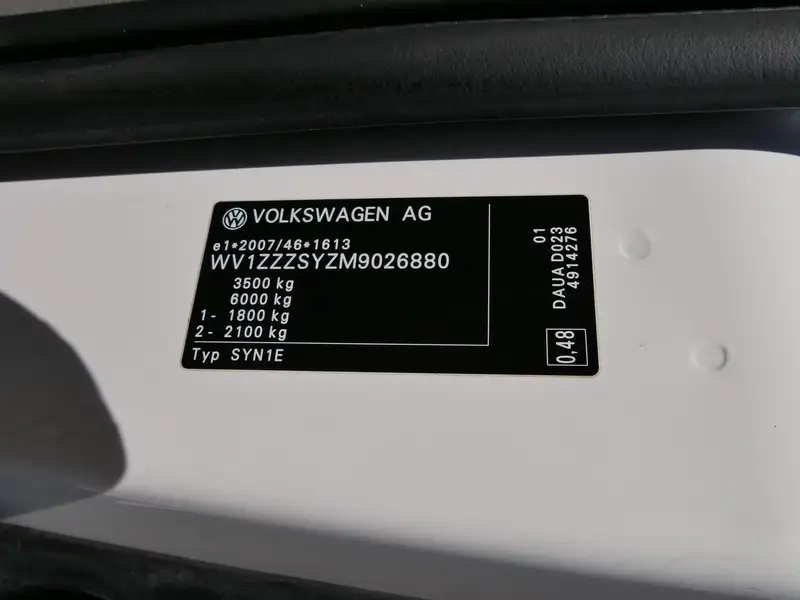 VOLKSWAGEN AG
e1*2007/46*1613
WV1ZZZSYZM9026880
3500 kg
6000 kg
1- 1800 kg
2- 2100 kg
Typ SYN1E
01
DAUA D023
4914276
0,48